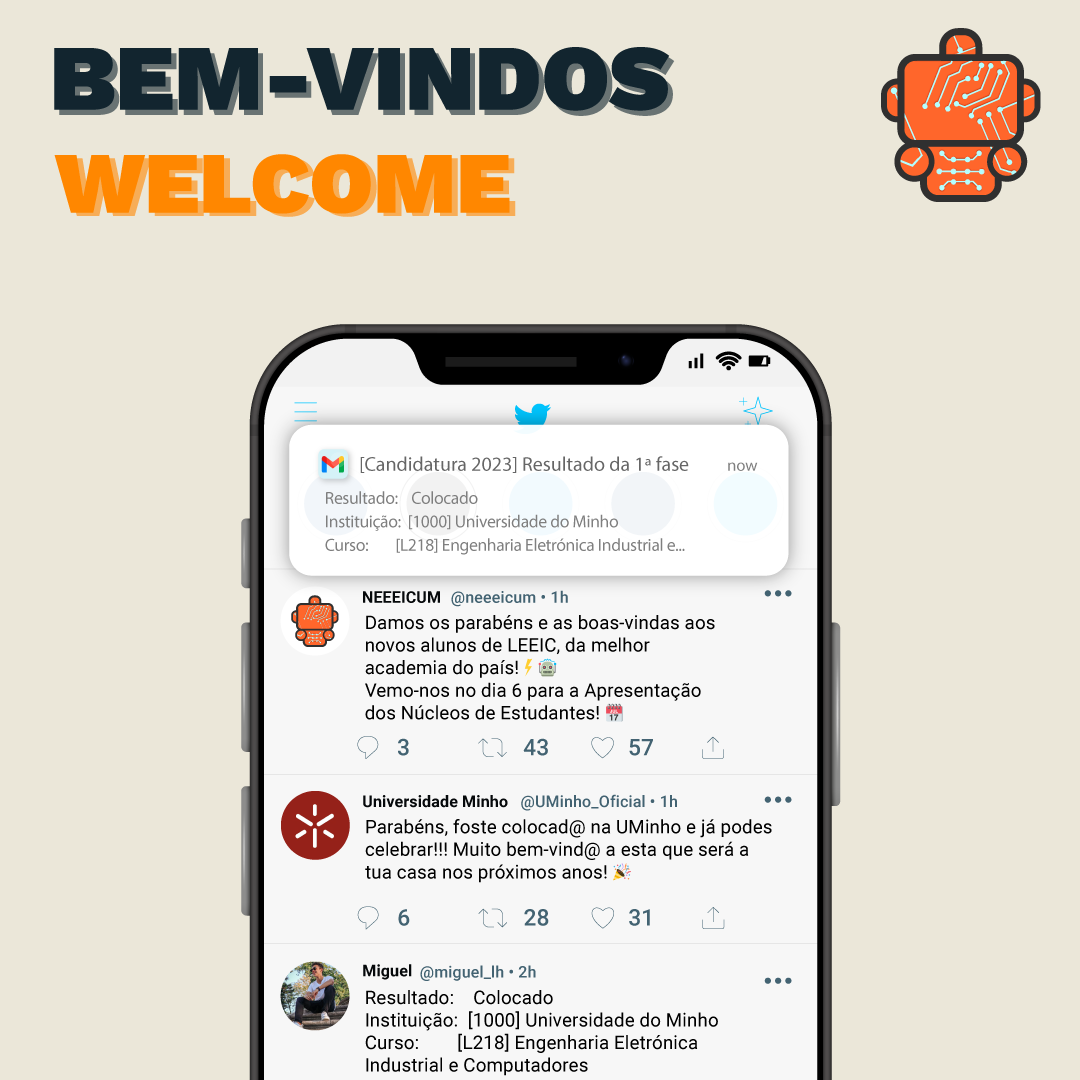 BEM-VINDOS
WELCOME
[Candidatura 2023] Resultado da 1ª fase now
Resultado: Colocado
Instituição: [1000] Universidade do Minho
Curso: [L218] Engenharia Eletrónica Industrial e...
NEEEICUM @neeeicum • 1h
Damos os parabéns e as boas-vindas aos
novos alunos de LEEIC, da melhor
academia do país!⚡🤖
Vemo-nos no dia 6 para a Apresentação
dos Núcleos de Estudantes! 📅
3 43 57
Universidade Minho @UMinho_Oficial • 1h
Parabéns, foste colocad@ na UMinho e já podes
celebrar!!! Muito bem-vind@ a esta que será a
tua casa nos próximos anos! 🎉
6 28 31
Miguel @miguel_lh • 2h
Resultado: Colocado
Instituição: [1000] Universidade do Minho
Curso: [L218] Engenharia Eletrónica
Industrial e Computadores